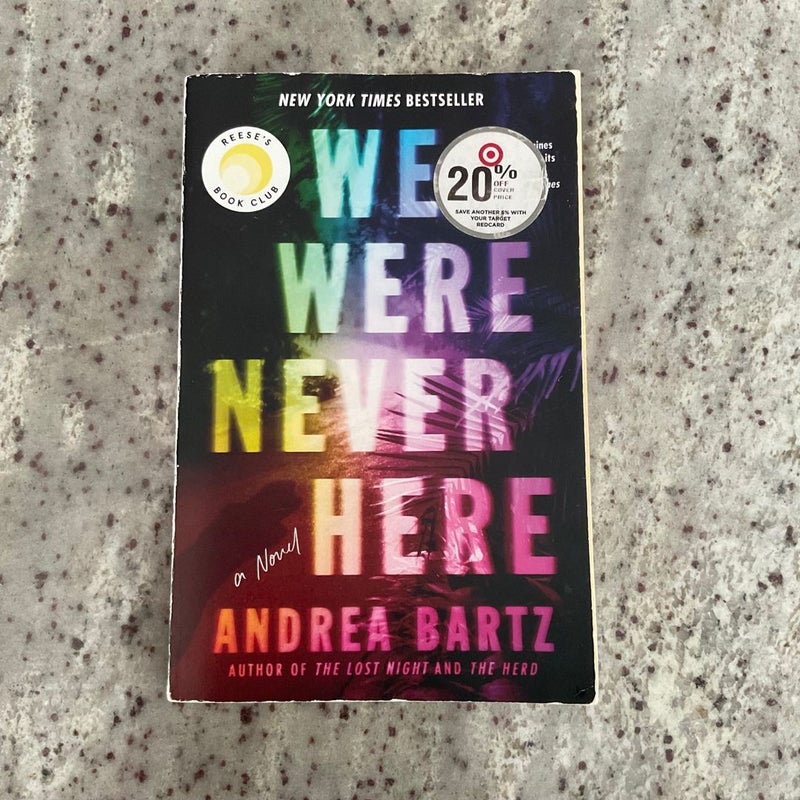 NEW YORK TIMES BESTSELLER
REESE'S
BOOK CLUB
WE
20%
OFF
COVER
PRICE
SAVE ANOTHER 5% WITH
YOUR TARGET
REDCARD
its
WERE
NEVER
HERE
a Novel
ANDREA BARTZ
AUTHOR OF THE LOST NIGHT AND THE HERD